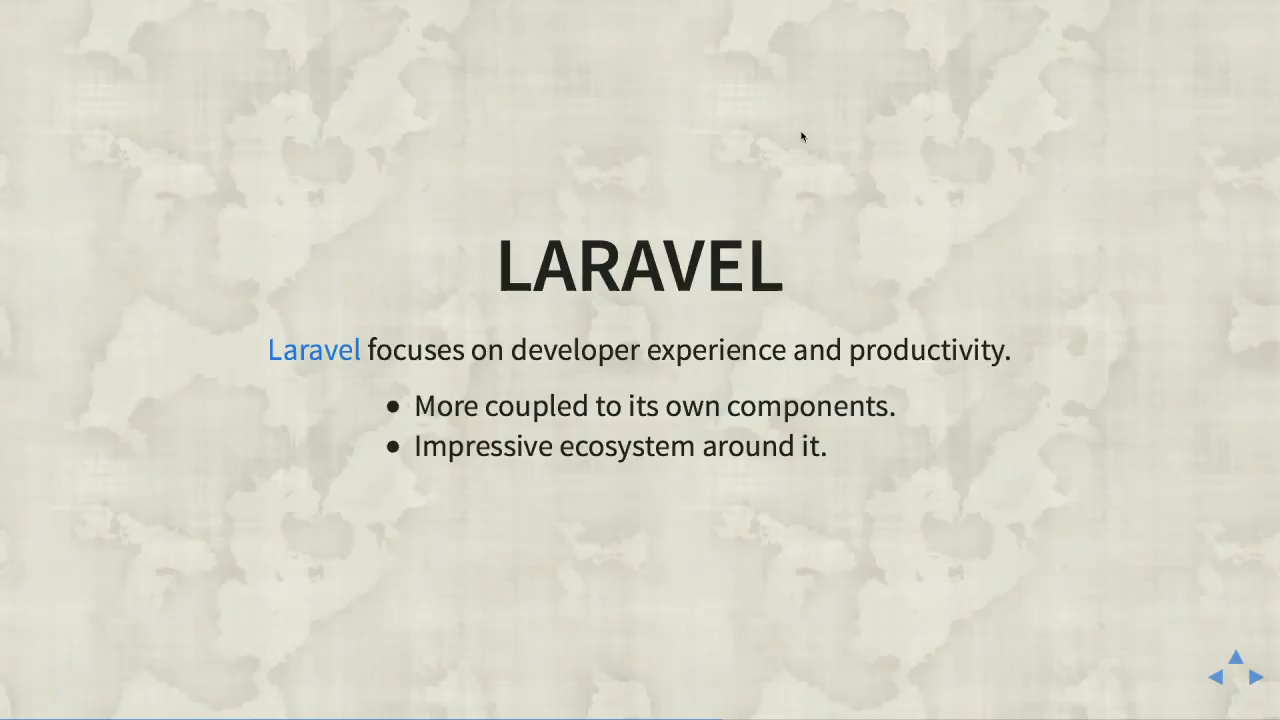 LARAVEL
Laravel focuses on developer experience and productivity.
• More coupled to its own components.
• Impressive ecosystem around it.